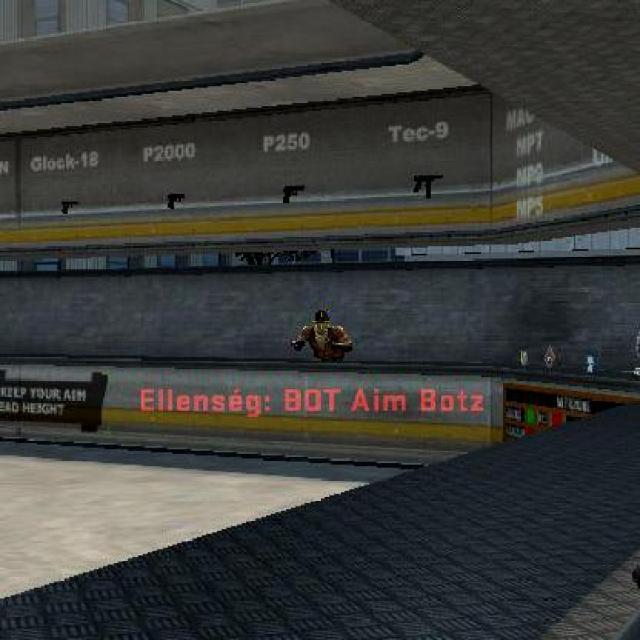 Glock-18
P2000
P250
Tec-9
MP7
KEEP YOUR AIM
HEAD HEIGHT
Ellenség: BOT Aim Botz